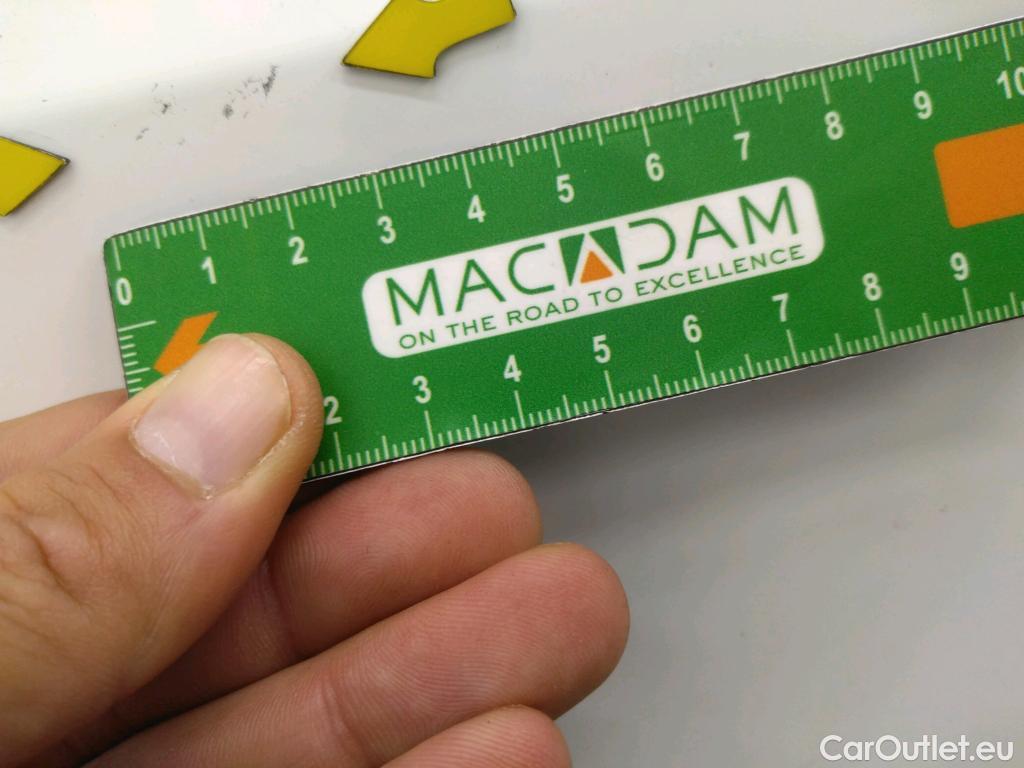 0 1 2 3 4 5 6 7 8 9 10
MACADAM
ON THE ROAD TO EXCELLENCE
2 3 4 5 6 7 8 9
CarOutlet.eu